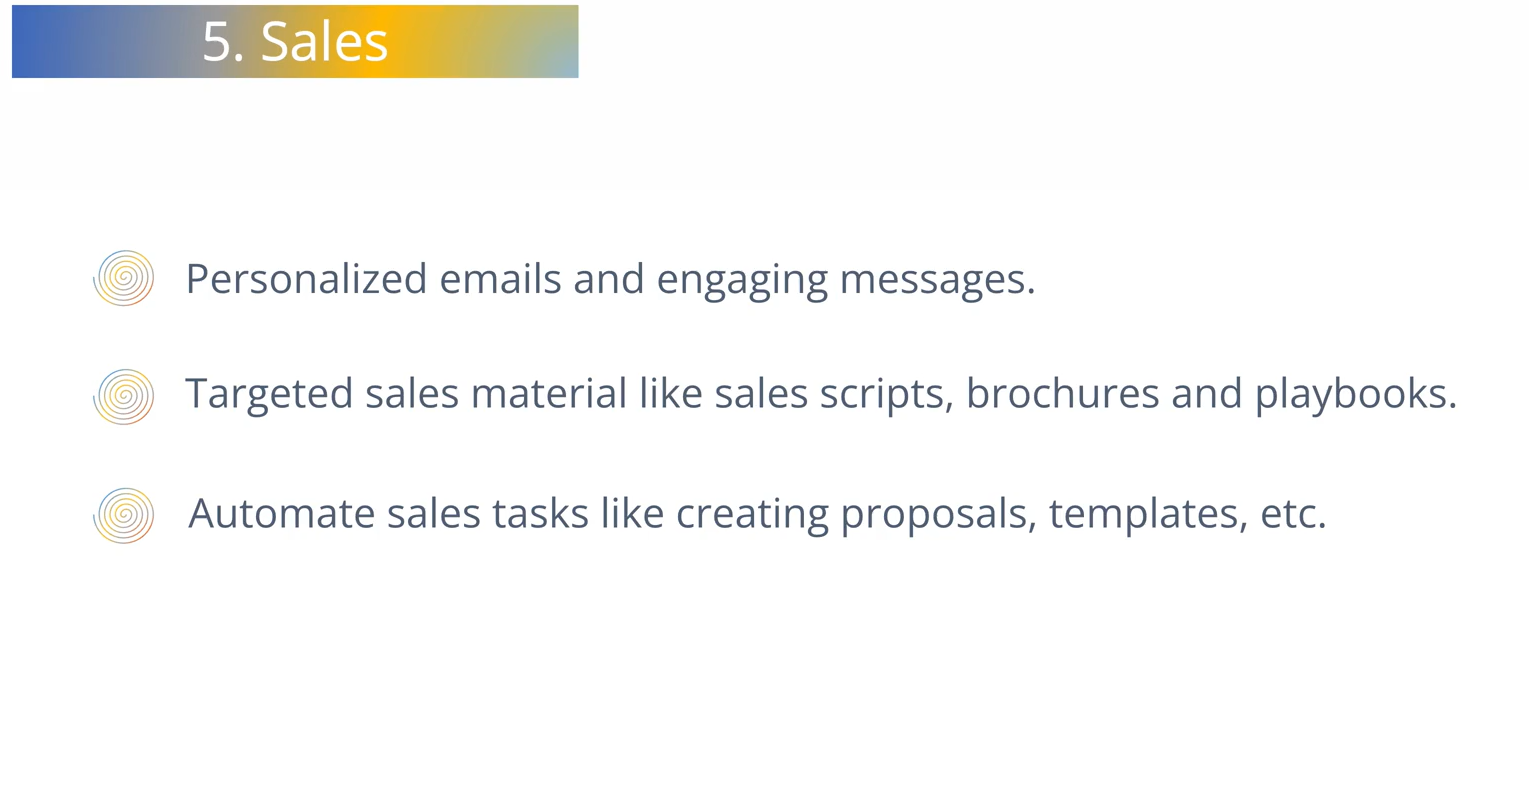 5. Sales
Personalized emails and engaging messages.
Targeted sales material like sales scripts, brochures and playbooks.
Automate sales tasks like creating proposals, templates, etc.